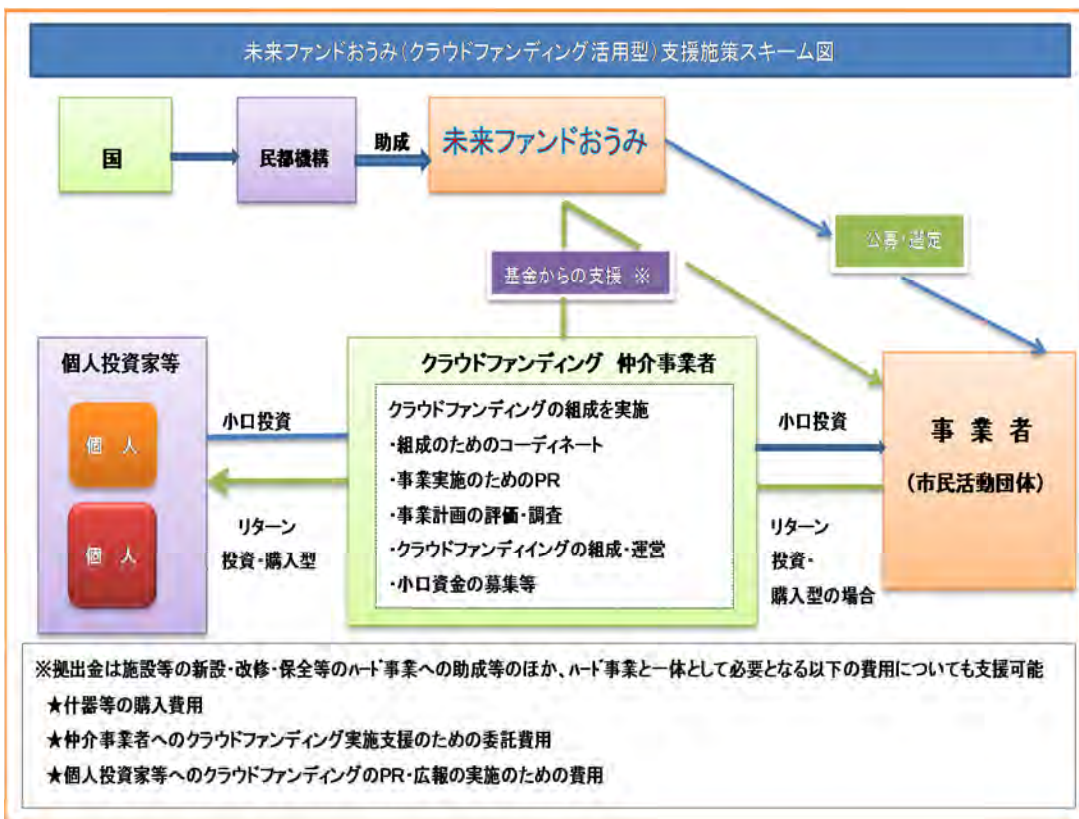 未来ファンドおうみ(クラウドファンディング活用型)支援施策スキーム図
国
民都機構
助成
未来ファンドおうみ
公募・選定
基金からの支援 ※
個人投資家等
個 人
個 人
小口投資
リターン
投資・購入型
クラウドファンディング 仲介事業者
クラウドファンディングの組成を実施
・組成のためのコーディネート
・事業実施のためのPR
・事業計画の評価・調査
・クラウドファンディイングの組成・運営
・小口資金の募集等
小口投資
リターン
投資・
購入型の場合
事 業 者
(市民活動団体)
※拠出金は施設等の新設・改修・保全等のハード事業への助成等のほか、ハード事業と一体として必要となる以下の費用についても支援可能
★什器等の購入費用
★仲介事業者へのクラウドファンディング実施支援のための委託費用
★個人投資家等へのクラウドファンディングのPR・広報の実施のための費用